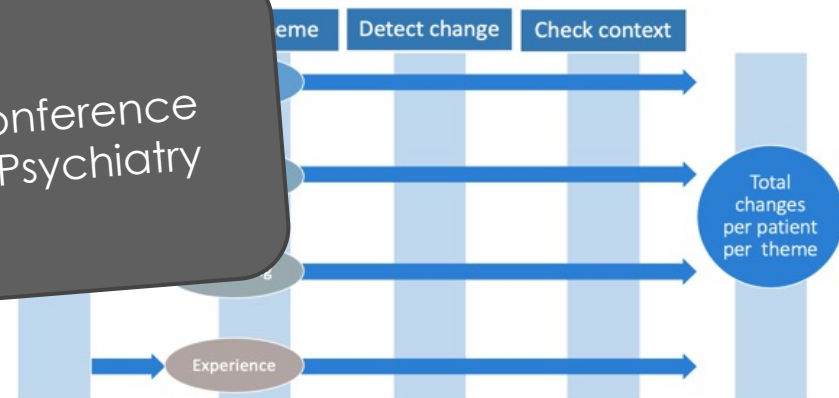 eme
Detect change
Check context
onference
Psychiatry
Total
changes
per patient
per theme
g
Experience